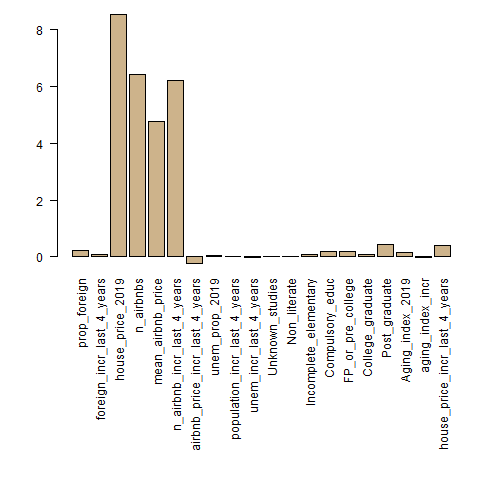 8
6
4
2
0
prop_foreign
foreign_incr_last_4_years
house_price_2019
n_airbnbs
mean_airbnb_price
n_airbnb_incr_last_4_years
airbnb_price_incr_last_4_years
unem_prop_2019
population_incr_last_4_years
unem_incr_last_4_years
Unknown_studies
Non_literate
Incomplete_elementary
Compulsory_educ
FP_or_pre_college
College_graduate
Post_graduate
Aging_index_2019
aging_index_incr
house_price_incr_last_4_years